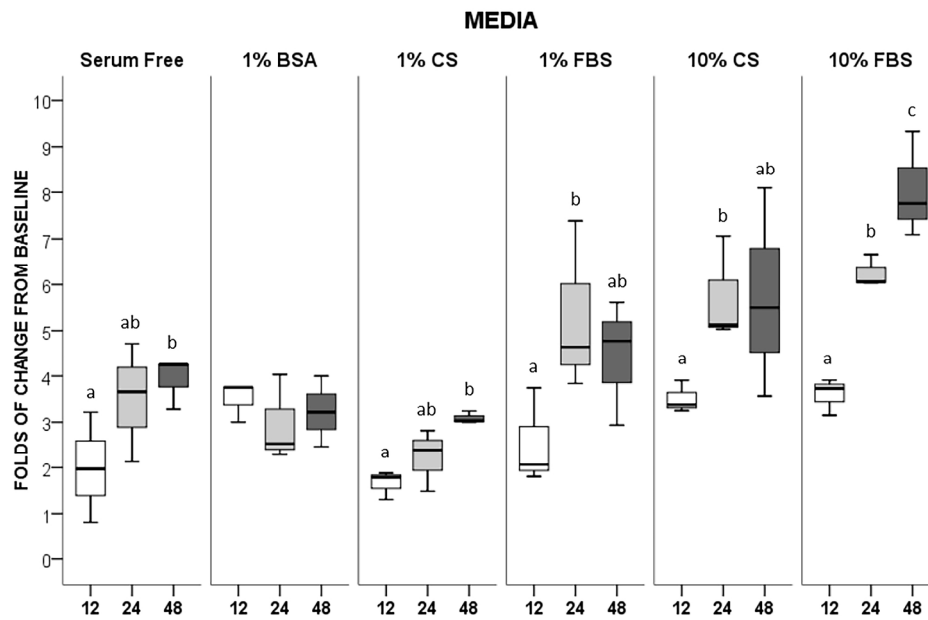 MEDIA
Serum Free 1% BSA 1% CS 1% FBS 10% CS 10% FBS
FOLDS OF CHANGE FROM BASELINE
10
9
8
7
6
5
4
3
2
1
0
a ab b
a ab b
a b ab
a b ab
a b c
12 24 48 12 24 48 12 24 48 12 24 48 12 24 48 12 24 48